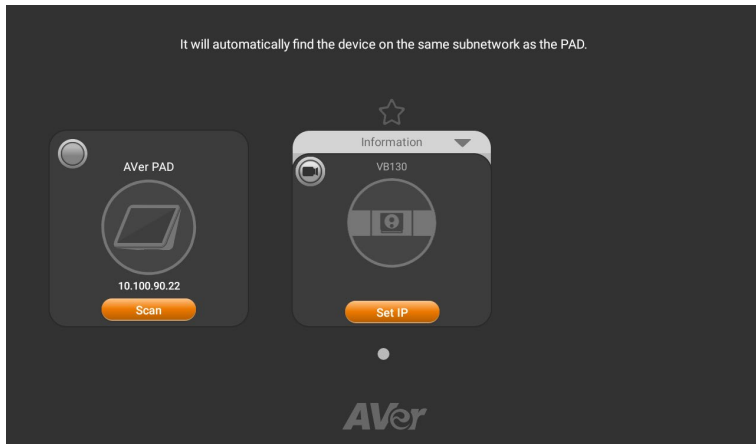 It will automatically find the device on the same subnetwork as the PAD.
AVer PAD
10.100.90.22
Scan
Information
VB130
Set IP
AVer